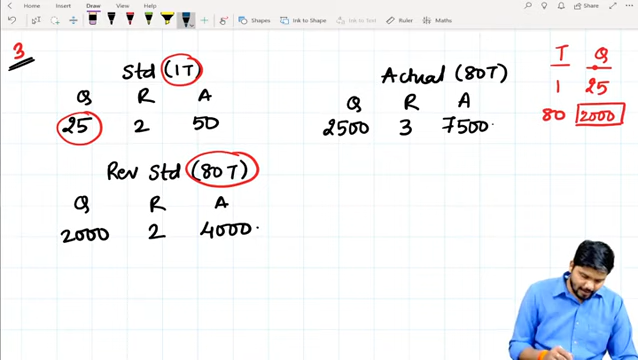 Home Insert Draw View Help
Share
Shapes Ink to Shape Ink to Text Ruler Maths
3
Std (1T)
Q R A
25 2 50
Actual (80T)
Q R A
2500 3 7500.
T Q
1 25
80 2000
Rev Std (80T)
Q R A
2000 2 4000.